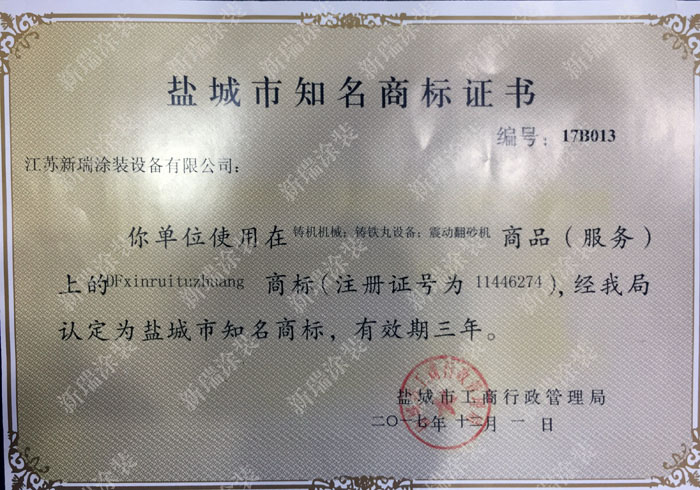 盐城市知名商标证书
编号：17B013
江苏新瑞涂装设备有限公司：
你单位使用在铸机机械；铸铁丸设备；震动翻砂机商品（服务）
上的DFxinruituzhuang 商标（注册证号为 11446274），经我局
认定为盐城市知名商标，有效期三年。
盐城市工商行政管理局
二〇一七年十二月一日
新瑞涂装